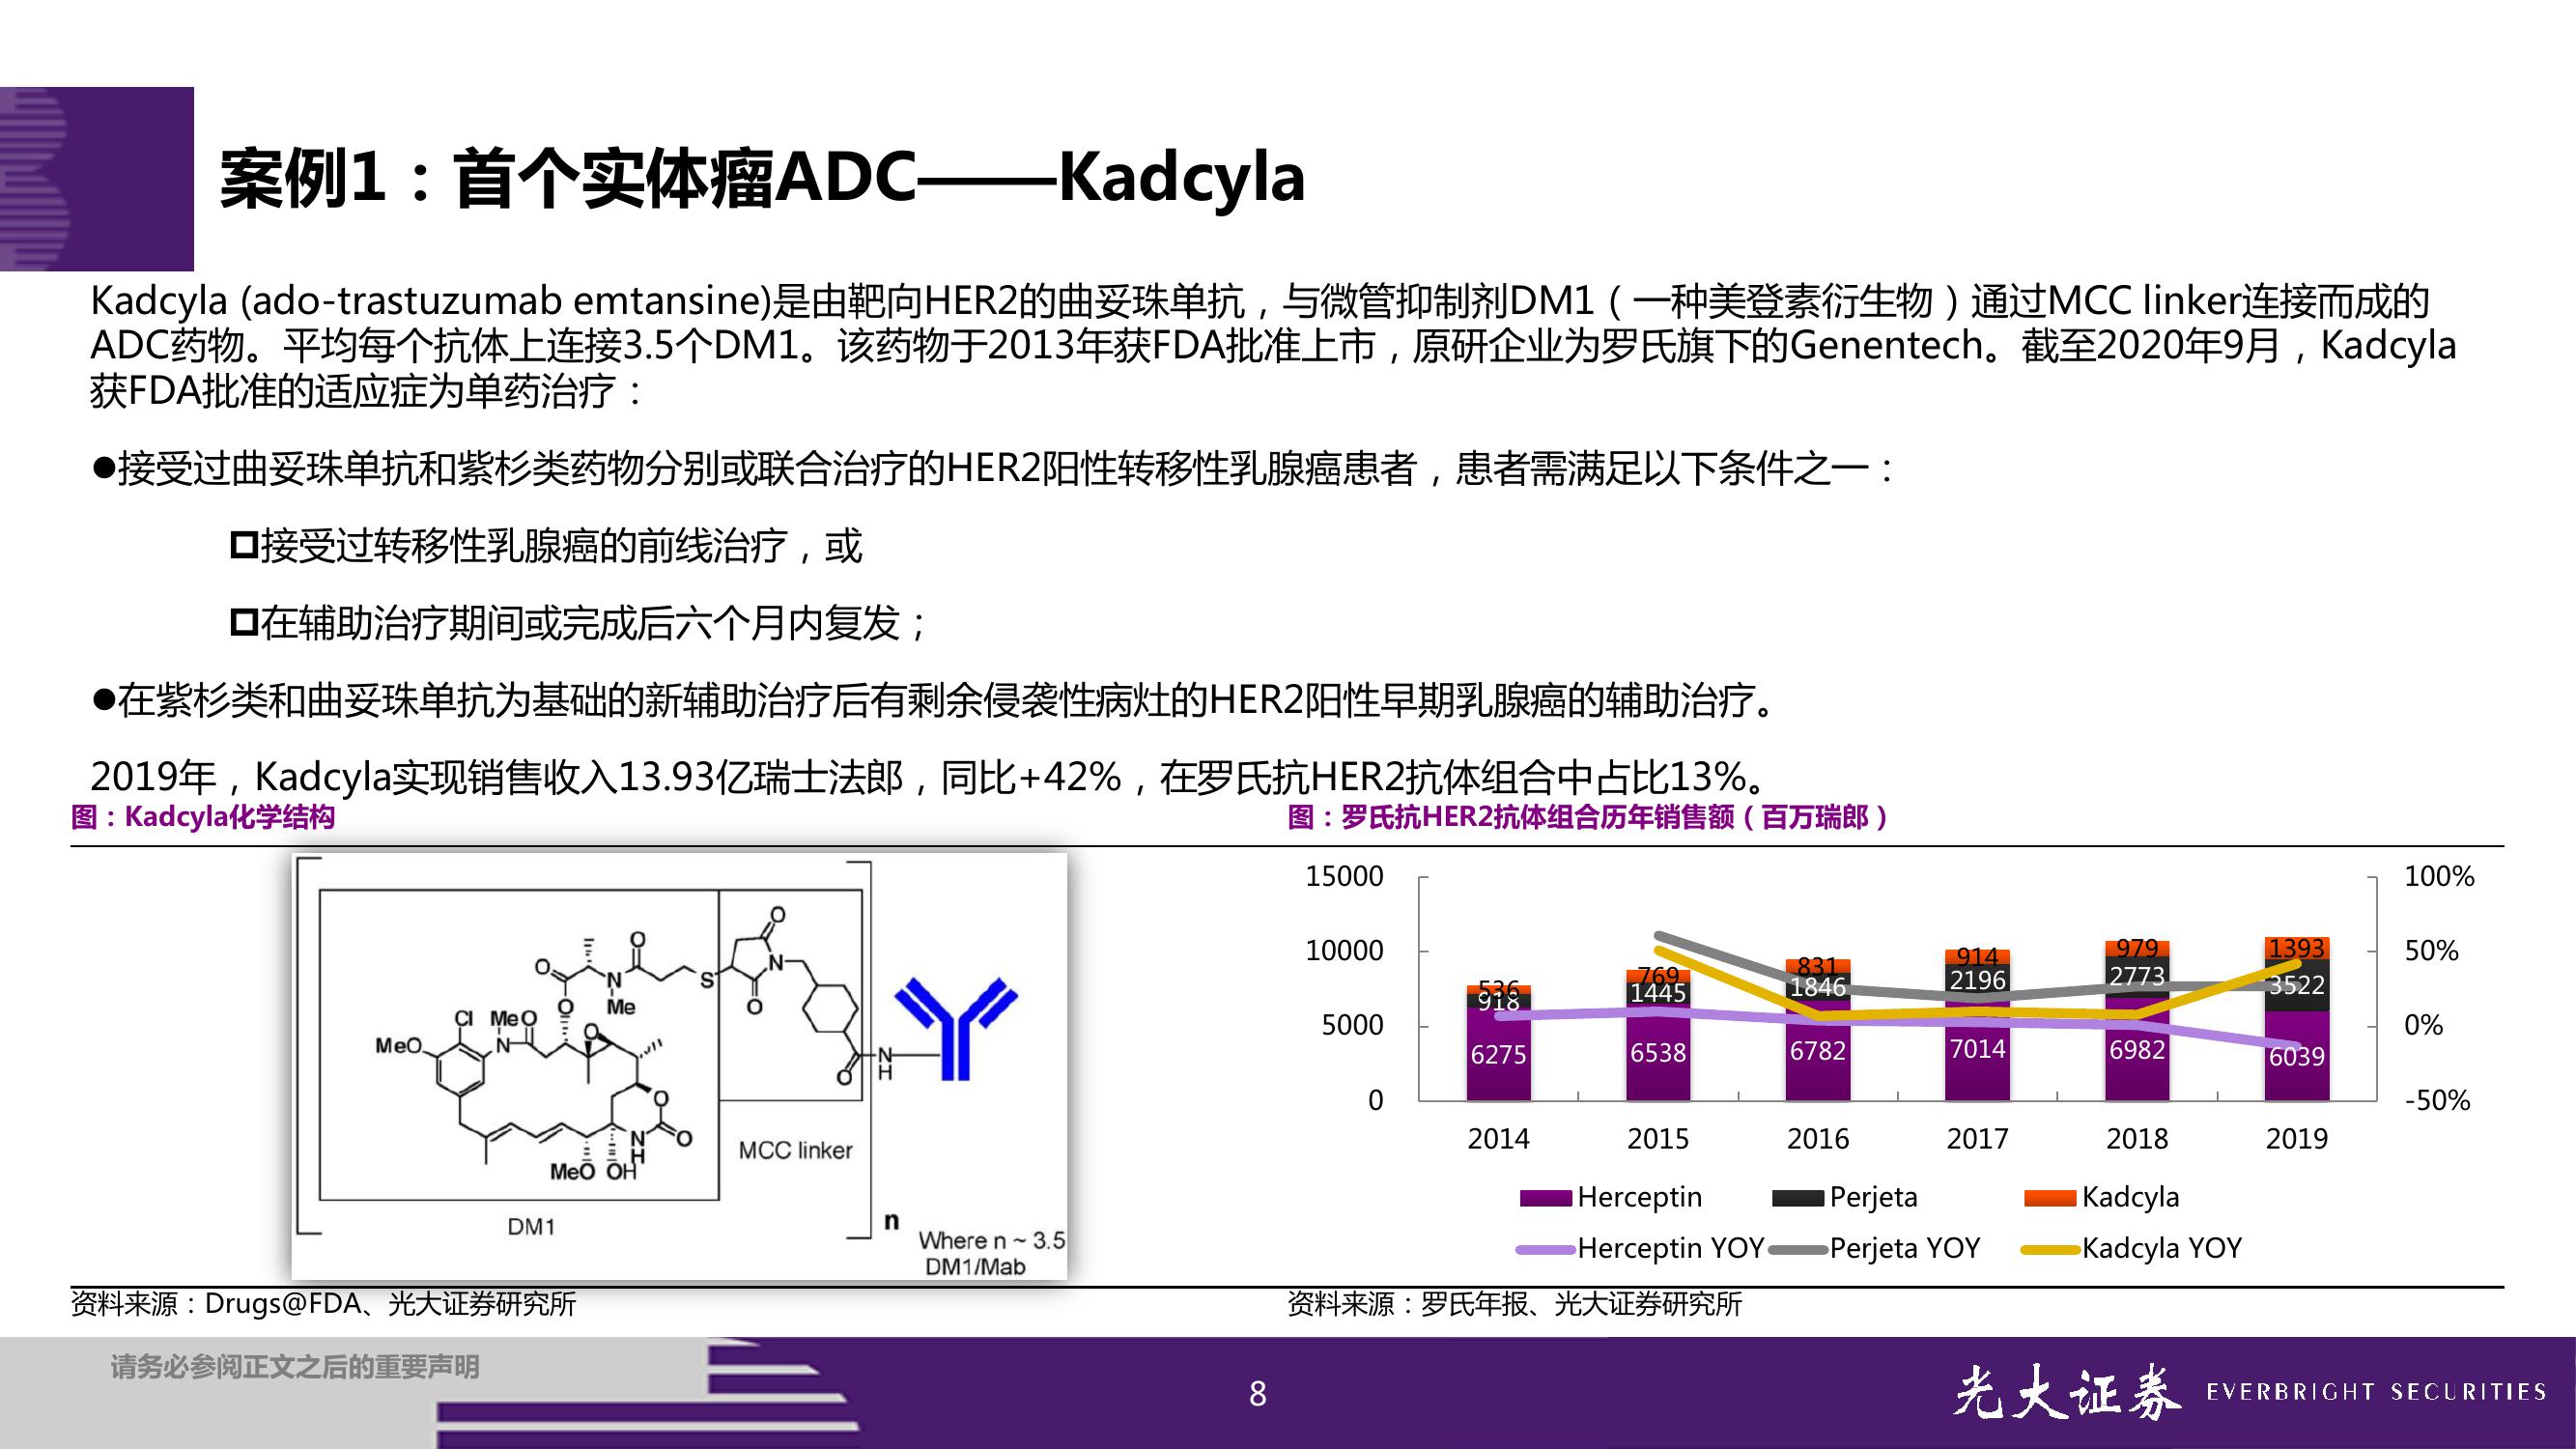 案例1：首个实体瘤ADC——Kadcyla
Kadcyla (ado-trastuzumab emtansine)是由靶向HER2的曲妥珠单抗，与微管抑制剂DM1（一种美登素衍生物）通过MCC linker连接而成的
ADC药物。平均每个抗体上连接3.5个DM1。该药物于2013年获FDA批准上市，原研企业为罗氏旗下的Genentech。截至2020年9月，Kadcyla
获FDA批准的适应症为单药治疗：
●接受过曲妥珠单抗和紫杉类药物分别或联合治疗的HER2阳性转移性乳腺癌患者，患者需满足以下条件之一：
□接受过转移性乳腺癌的前线治疗，或
□在辅助治疗期间或完成后六个月内复发；
●在紫杉类和曲妥珠单抗为基础的新辅助治疗后有剩余侵袭性病灶的HER2阳性早期乳腺癌的辅助治疗。
2019年，Kadcyla实现销售收入13.93亿瑞士法郎，同比+42%，在罗氏抗HER2抗体组合中占比13%。
图：Kadcyla化学结构
O
O
O
N
S
N
Me
O
O
O
Cl
MeO
O
O
MeO
N
O
N
H
O
O
N
H
O
MeO
OH
MCC linker
DM1
n
Where n ~ 3.5
DM1/Mab
资料来源：Drugs@FDA、光大证券研究所
图：罗氏抗HER2抗体组合历年销售额（百万瑞郎）
15000
10000
5000
0
100%
50%
0%
-50%
536
769
831
914
979
1393
918
1445
1846
2196
2773
3522
6275
6538
6782
7014
6982
6039
2014
2015
2016
2017
2018
2019
Herceptin
Perjeta
Kadcyla
Herceptin YOY
Perjeta YOY
Kadcyla YOY
资料来源：罗氏年报、光大证券研究所
请务必参阅正文之后的重要声明
8
光大证券 EVERBRIGHT SECURITIES